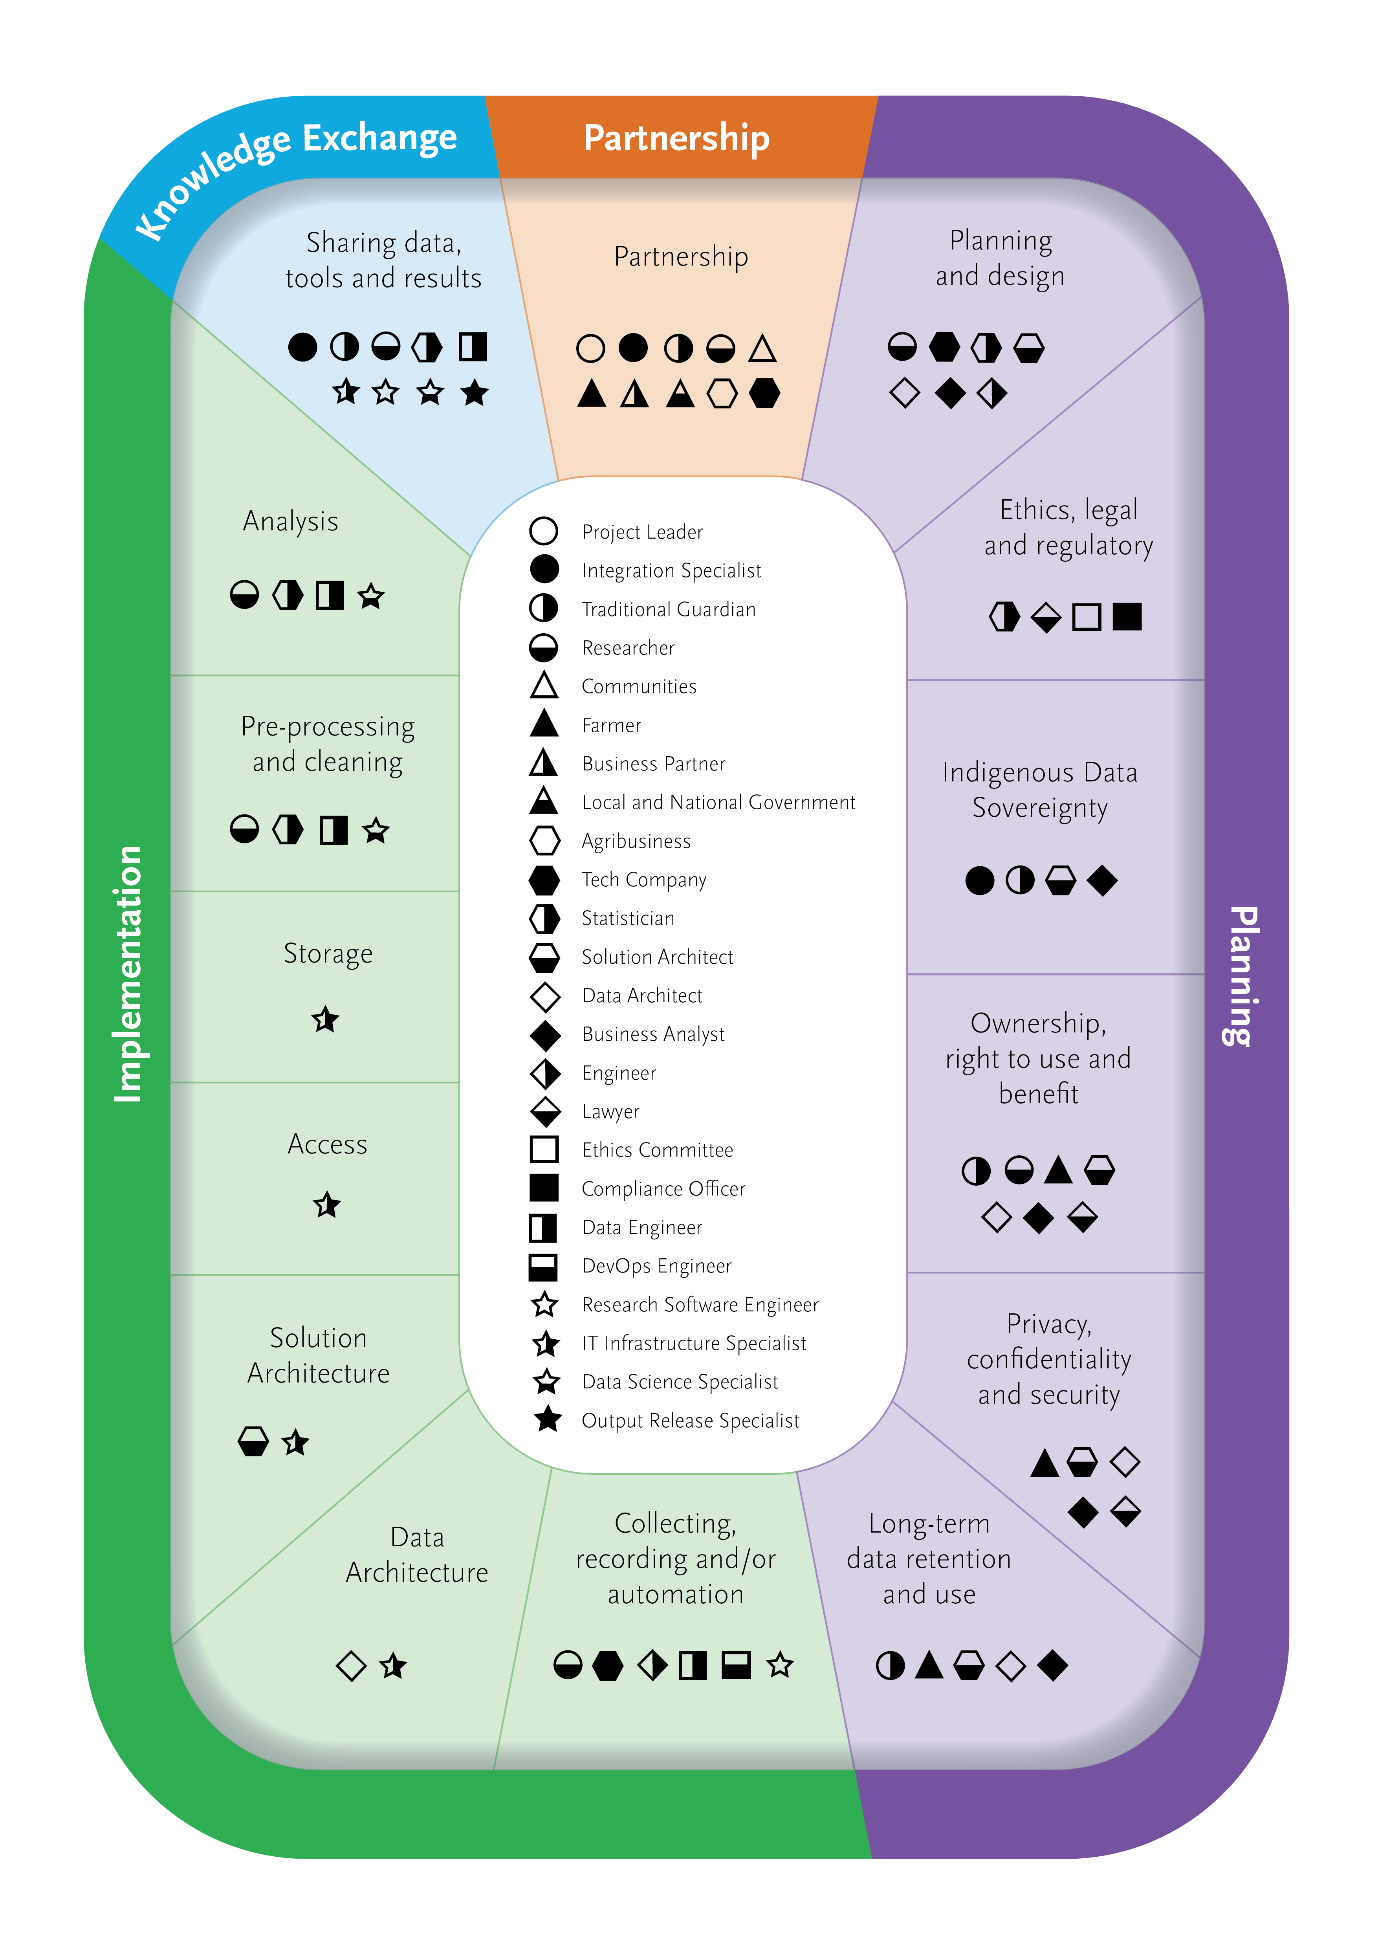 Knowledge Exchange
Partnership
Planning
Implementation
Sharing data,
tools and results
Partnership
Planning
and design
Ethics, legal
and regulatory
Indigenous Data
Sovereignty
Ownership,
right to use and
benefit
Privacy,
confidentiality
and security
Long-term
data retention
and use
Collecting,
recording and/or
automation
Data
Architecture
Solution
Architecture
Access
Storage
Pre-processing
and cleaning
Analysis
Project Leader
Integration Specialist
Traditional Guardian
Researcher
Communities
Farmer
Business Partner
Local and National Government
Agribusiness
Tech Company
Statistician
Solution Architect
Data Architect
Business Analyst
Engineer
Lawyer
Ethics Committee
Compliance Officer
Data Engineer
DevOps Engineer
Research Software Engineer
IT Infrastructure Specialist
Data Science Specialist
Output Release Specialist